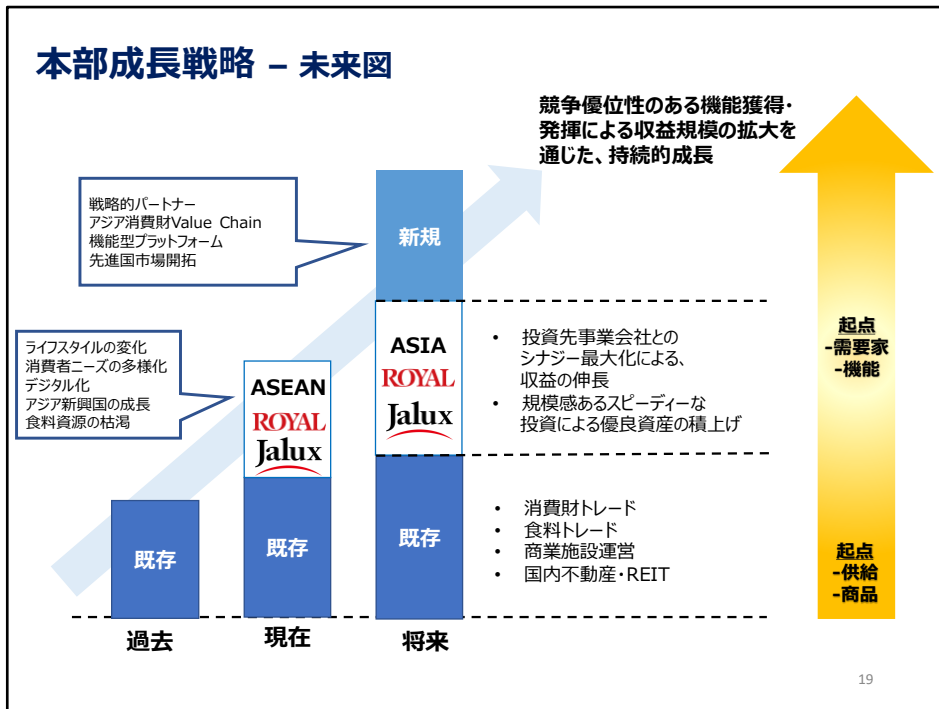 本部成長戦略 – 未来図
競争優位性のある機能獲得・
発揮による収益規模の拡大を
通じた、持続的成長
戦略的パートナー
アジア消費財Value Chain
機能型プラットフォーム
先進国市場開拓
新規
ライフスタイルの変化
消費者ニーズの多様化
デジタル化
アジア新興国の成長
食料資源の枯渇
ASEAN
ROYAL
Jalux
ASIA
ROYAL
Jalux
• 投資先事業会社との
シナジー最大化による、
収益の伸長
• 規模感あるスピーディーな
投資による優良資産の積上げ
起点
-需要家
-機能
既存
既存
既存
• 消費財トレード
• 食料トレード
• 商業施設運営
• 国内不動産・REIT
起点
-供給
-商品
過去
現在
将来
19